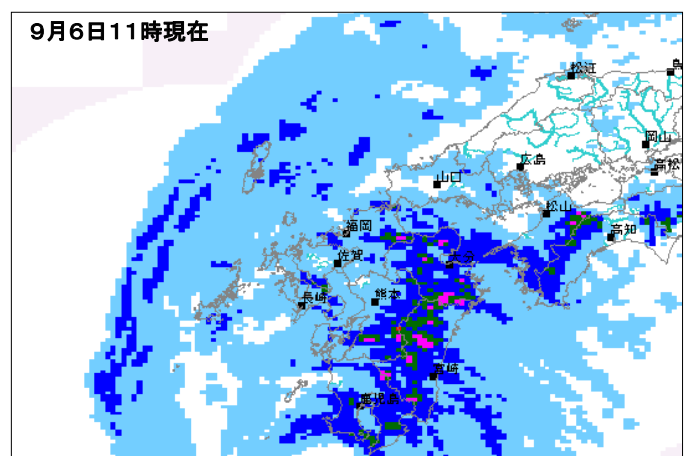 ９月６日１１時現在
松江
鳥
岡山
広島
高松
山口
松山
福岡
高知
佐賀
大分
長崎
熊本
宮崎
鹿児島